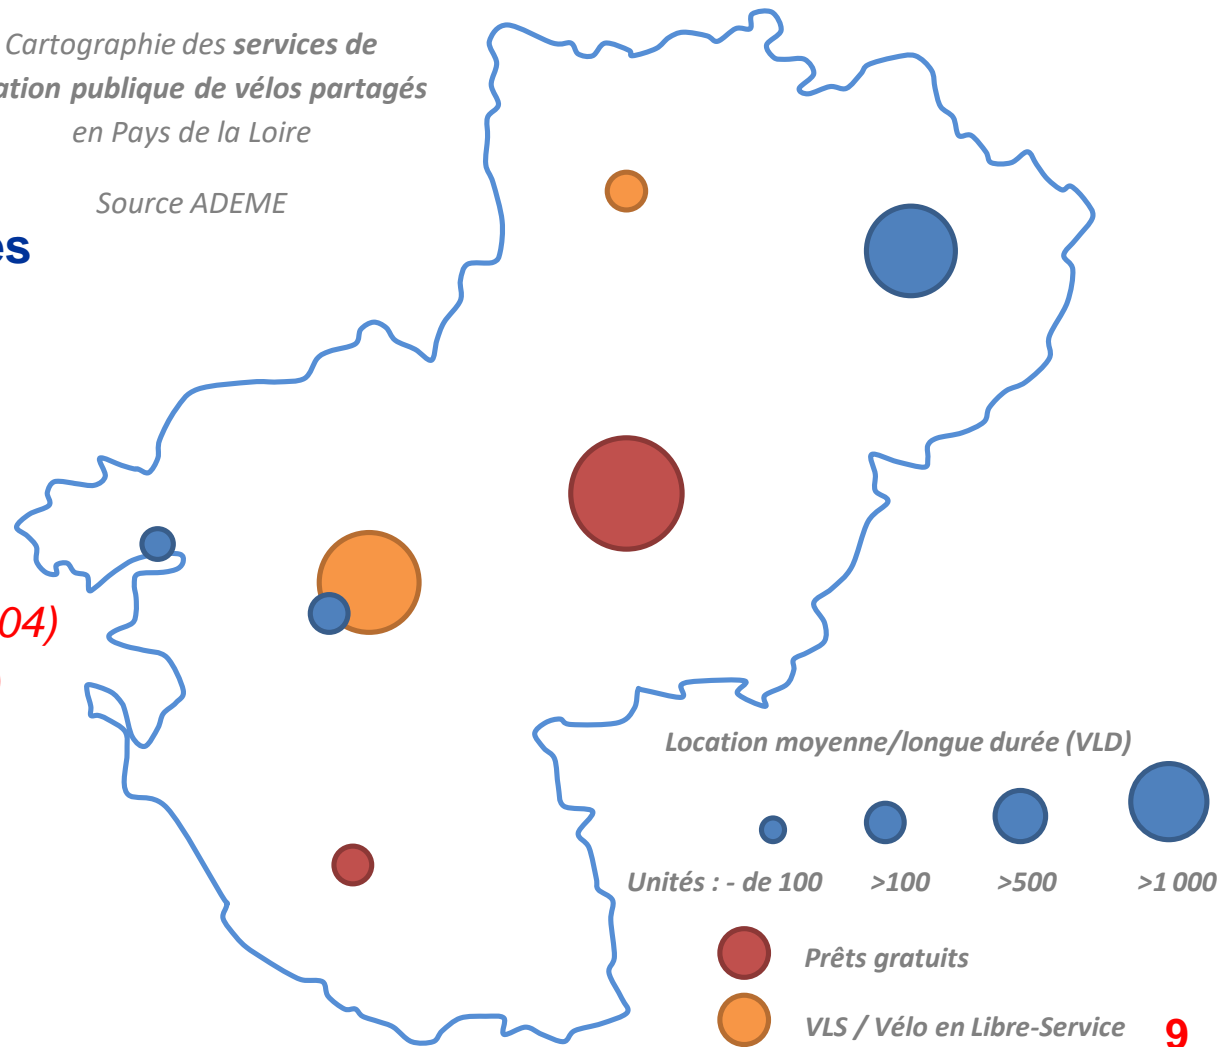 Cartographie des services de
ation publique de vélos partagés
en Pays de la Loire
Source ADEME
es
04)
)
Location moyenne/longue durée (VLD)
Unités : - de 100 >100 >500 >1 000
Prêts gratuits
VLS / Vélo en Libre-Service
9